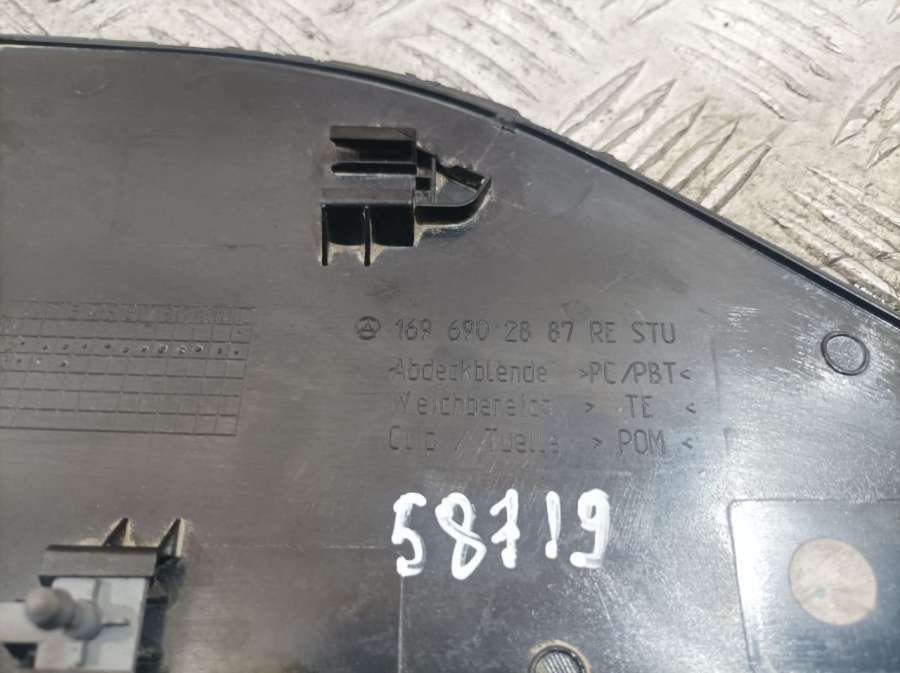 169 690 28 87 RE STU
Abdeckblende >PC/PBT<
Weichbereich > TE <
Clip / Tuelle > POM <
58719